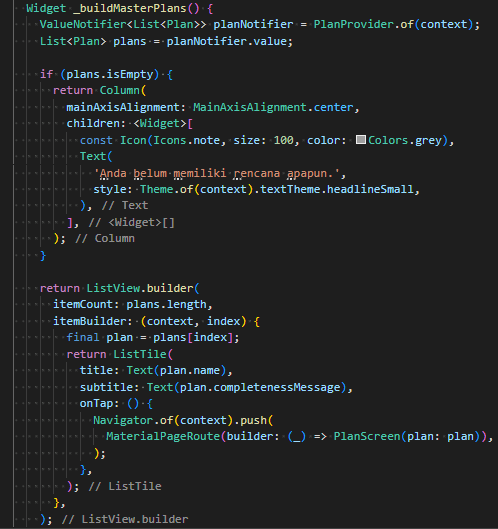 Widget _buildMasterPlans() {
ValueNotifier<List<Plan>> planNotifier = PlanProvider.of(context);
List<Plan> plans = planNotifier.value;
if (plans.isEmpty) {
return Column(
mainAxisAlignment: MainAxisAlignment.center,
children: <Widget>[
const Icon(Icons.note, size: 100, color: Colors.grey),
Text(
'Anda belum memiliki rencana apapun.',
style: Theme.of(context).textTheme.headlineSmall,
), // Text
], // <Widget>[]
); // Column
}
return ListView.builder(
itemCount: plans.length,
itemBuilder: (context, index) {
final plan = plans[index];
return ListTile(
title: Text(plan.name),
subtitle: Text(plan.completenessMessage),
onTap: () {
Navigator.of(context).push(
MaterialPageRoute(builder: (_) => PlanScreen(plan: plan)),
);
},
); // ListTile
},
); // ListView.builder